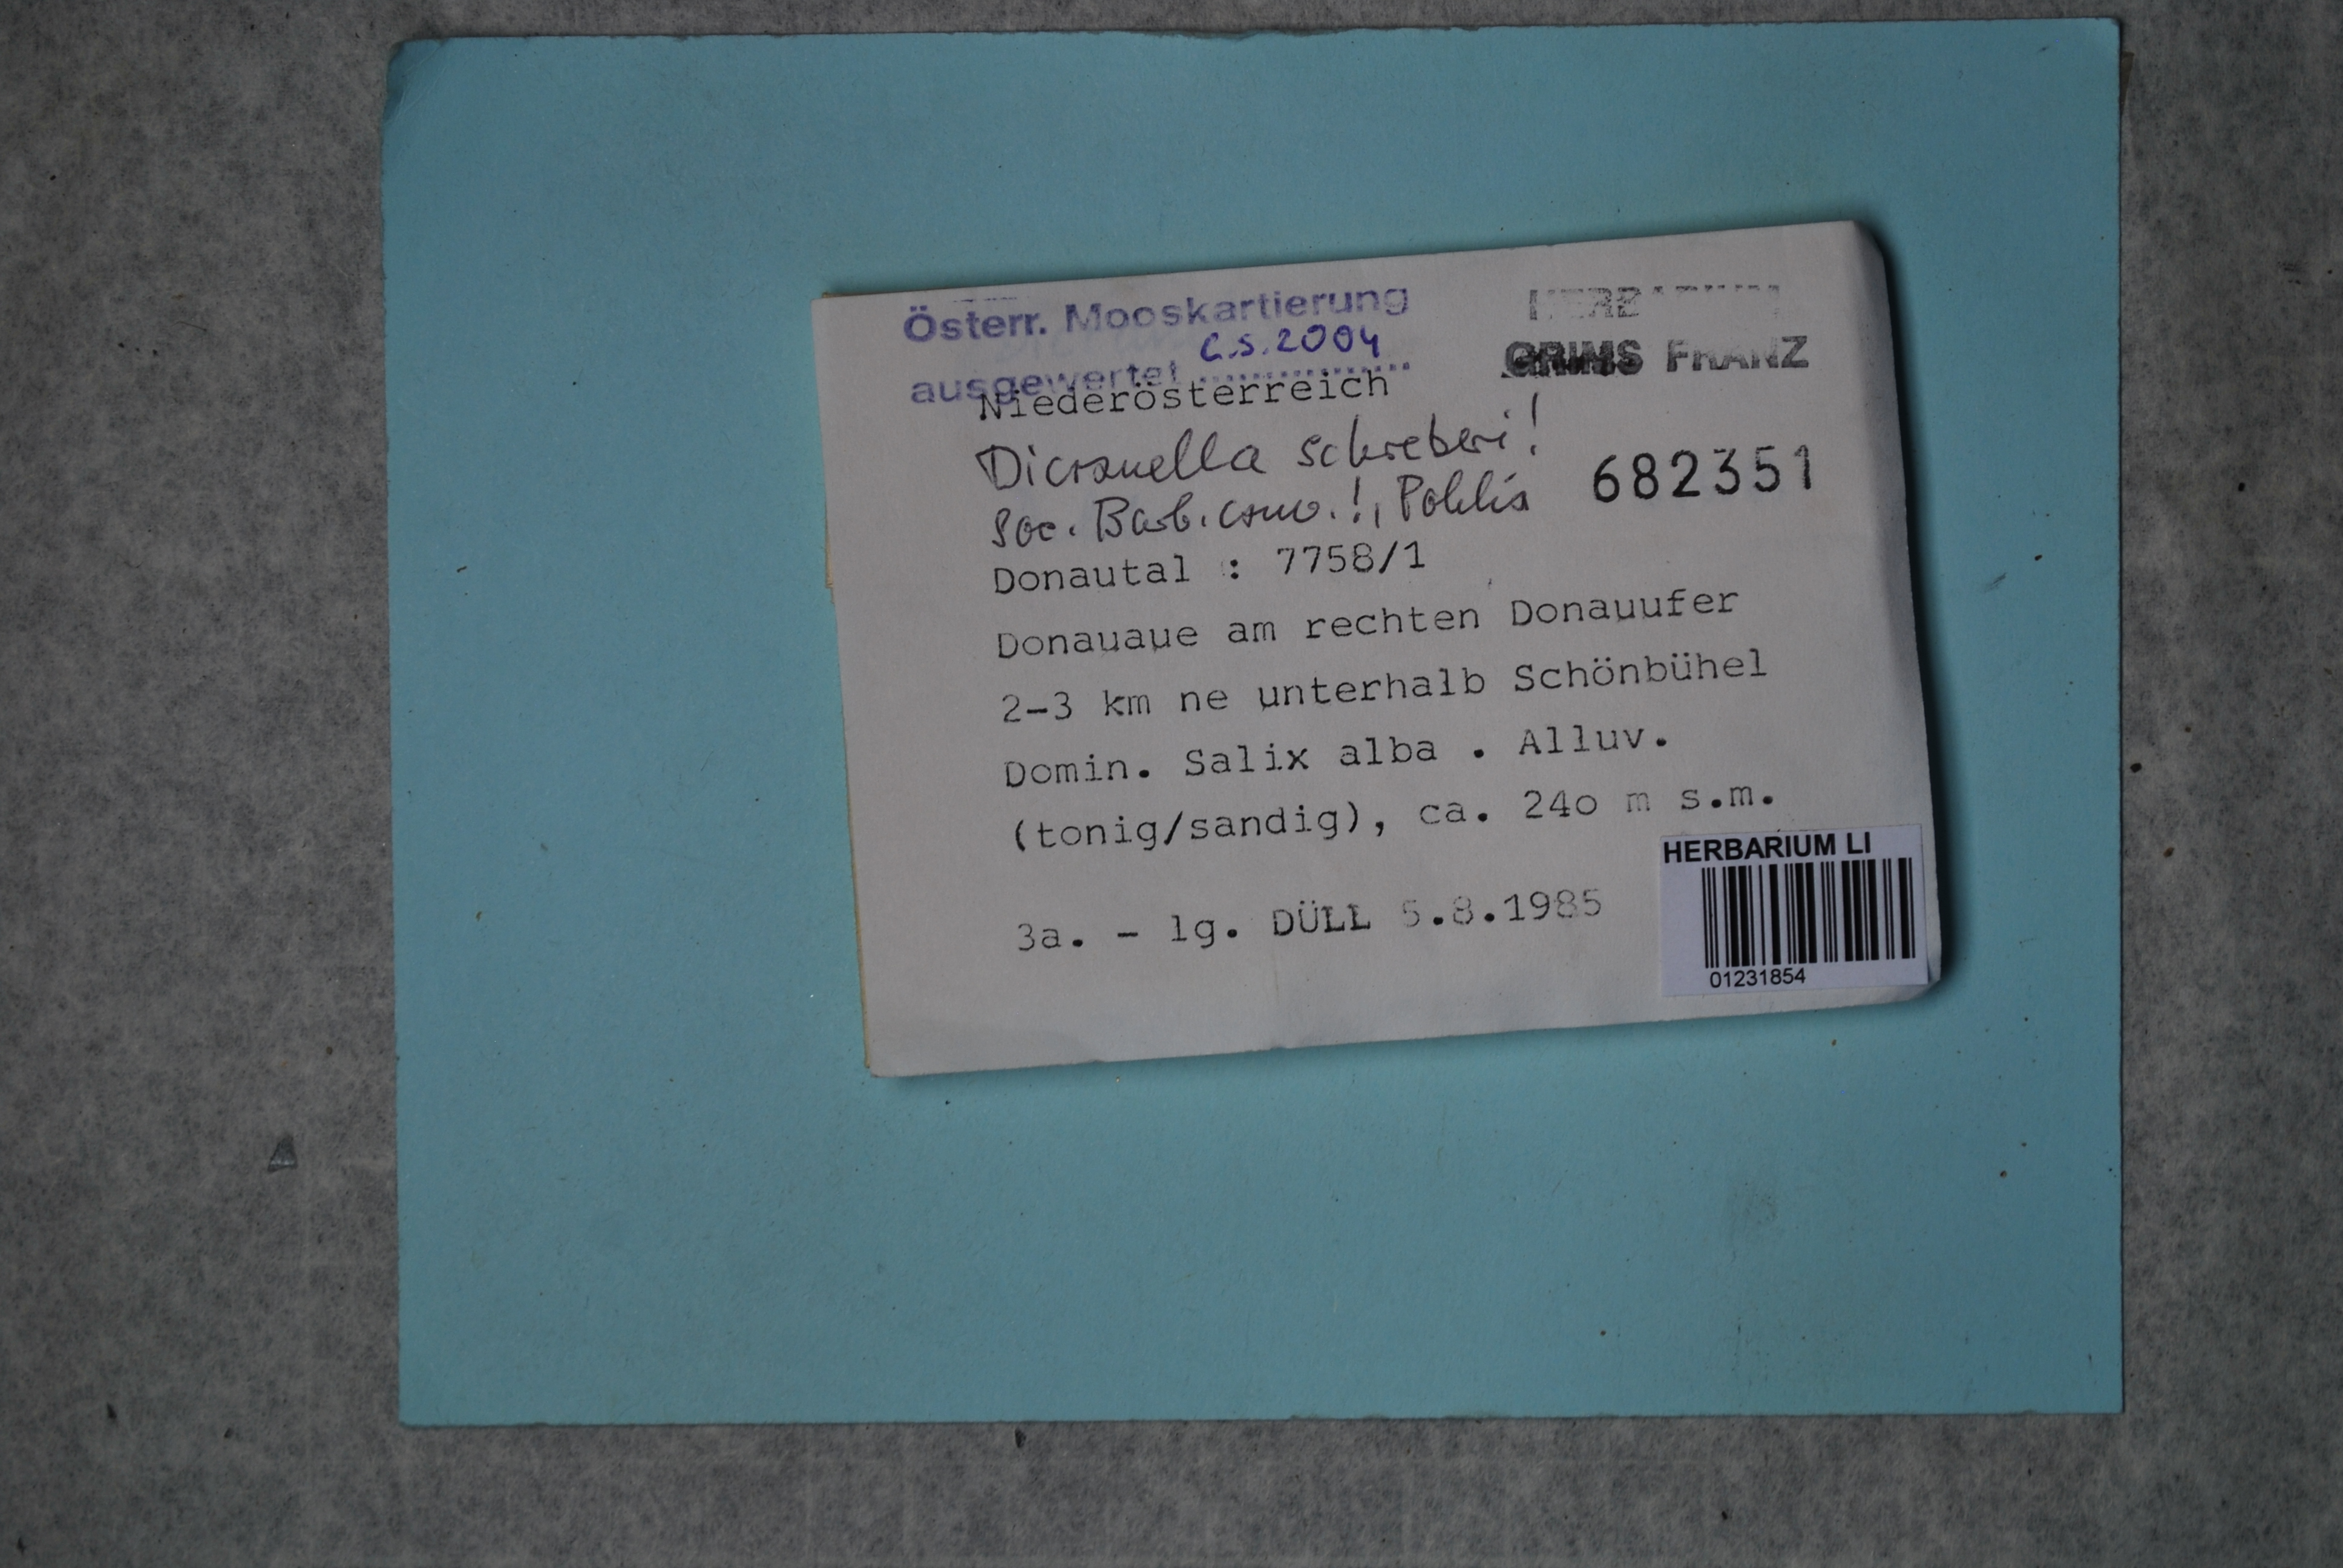 Österr. Mooskartierung
ausgewertet C.S. 2004
HERBARIUM
GRIMS FRANZ
Niederösterreich
Dicranella schreberi!
682351
soc. Barb. conv.!, Pohlia
Donautal : 7758/1
Donauaue am rechten Donauufer
2-3 km ne unterhalb Schönbühel
Domin. Salix alba . Alluv.
(tonig/sandig), ca. 24o m s.m.
3a. - lg. DÜLL 5.8.1985
HERBARIUM LI
01231854